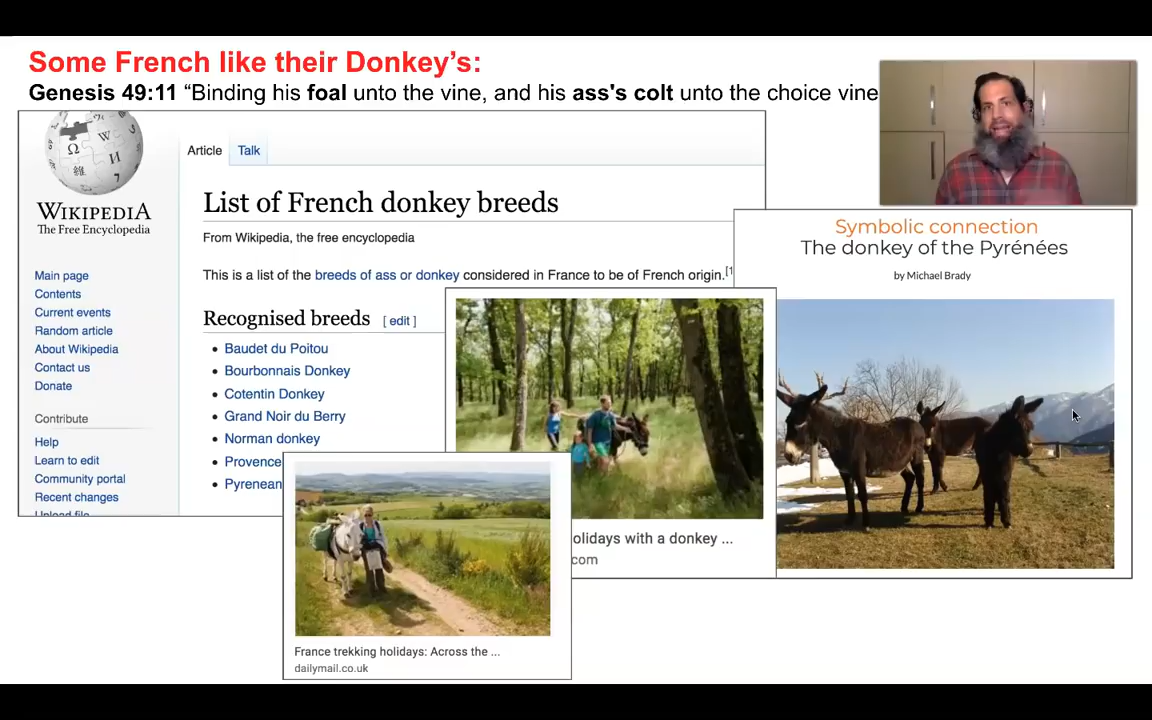 Some French like their Donkey's:
Genesis 49:11 “Binding his foal unto the vine, and his ass's colt unto the choice vine
WIKIPEDIA
The Free Encyclopedia
Main page
Contents
Current events
Random article
About Wikipedia
Contact us
Donate
Contribute
Help
Learn to edit
Community portal
Recent changes
Upload file
Article Talk
List of French donkey breeds
From Wikipedia, the free encyclopedia
This is a list of the breeds of ass or donkey considered in France to be of French origin.[1
Recognised breeds [ edit ]
Baudet du Poitou
Bourbonnais Donkey
Cotentin Donkey
Grand Noir du Berry
Norman donkey
Provence
Pyrenean
olidays with a donkey ...
com
France trekking holidays: Across the ...
dailymail.co.uk
Symbolic connection
The donkey of the Pyrénées
by Michael Brady